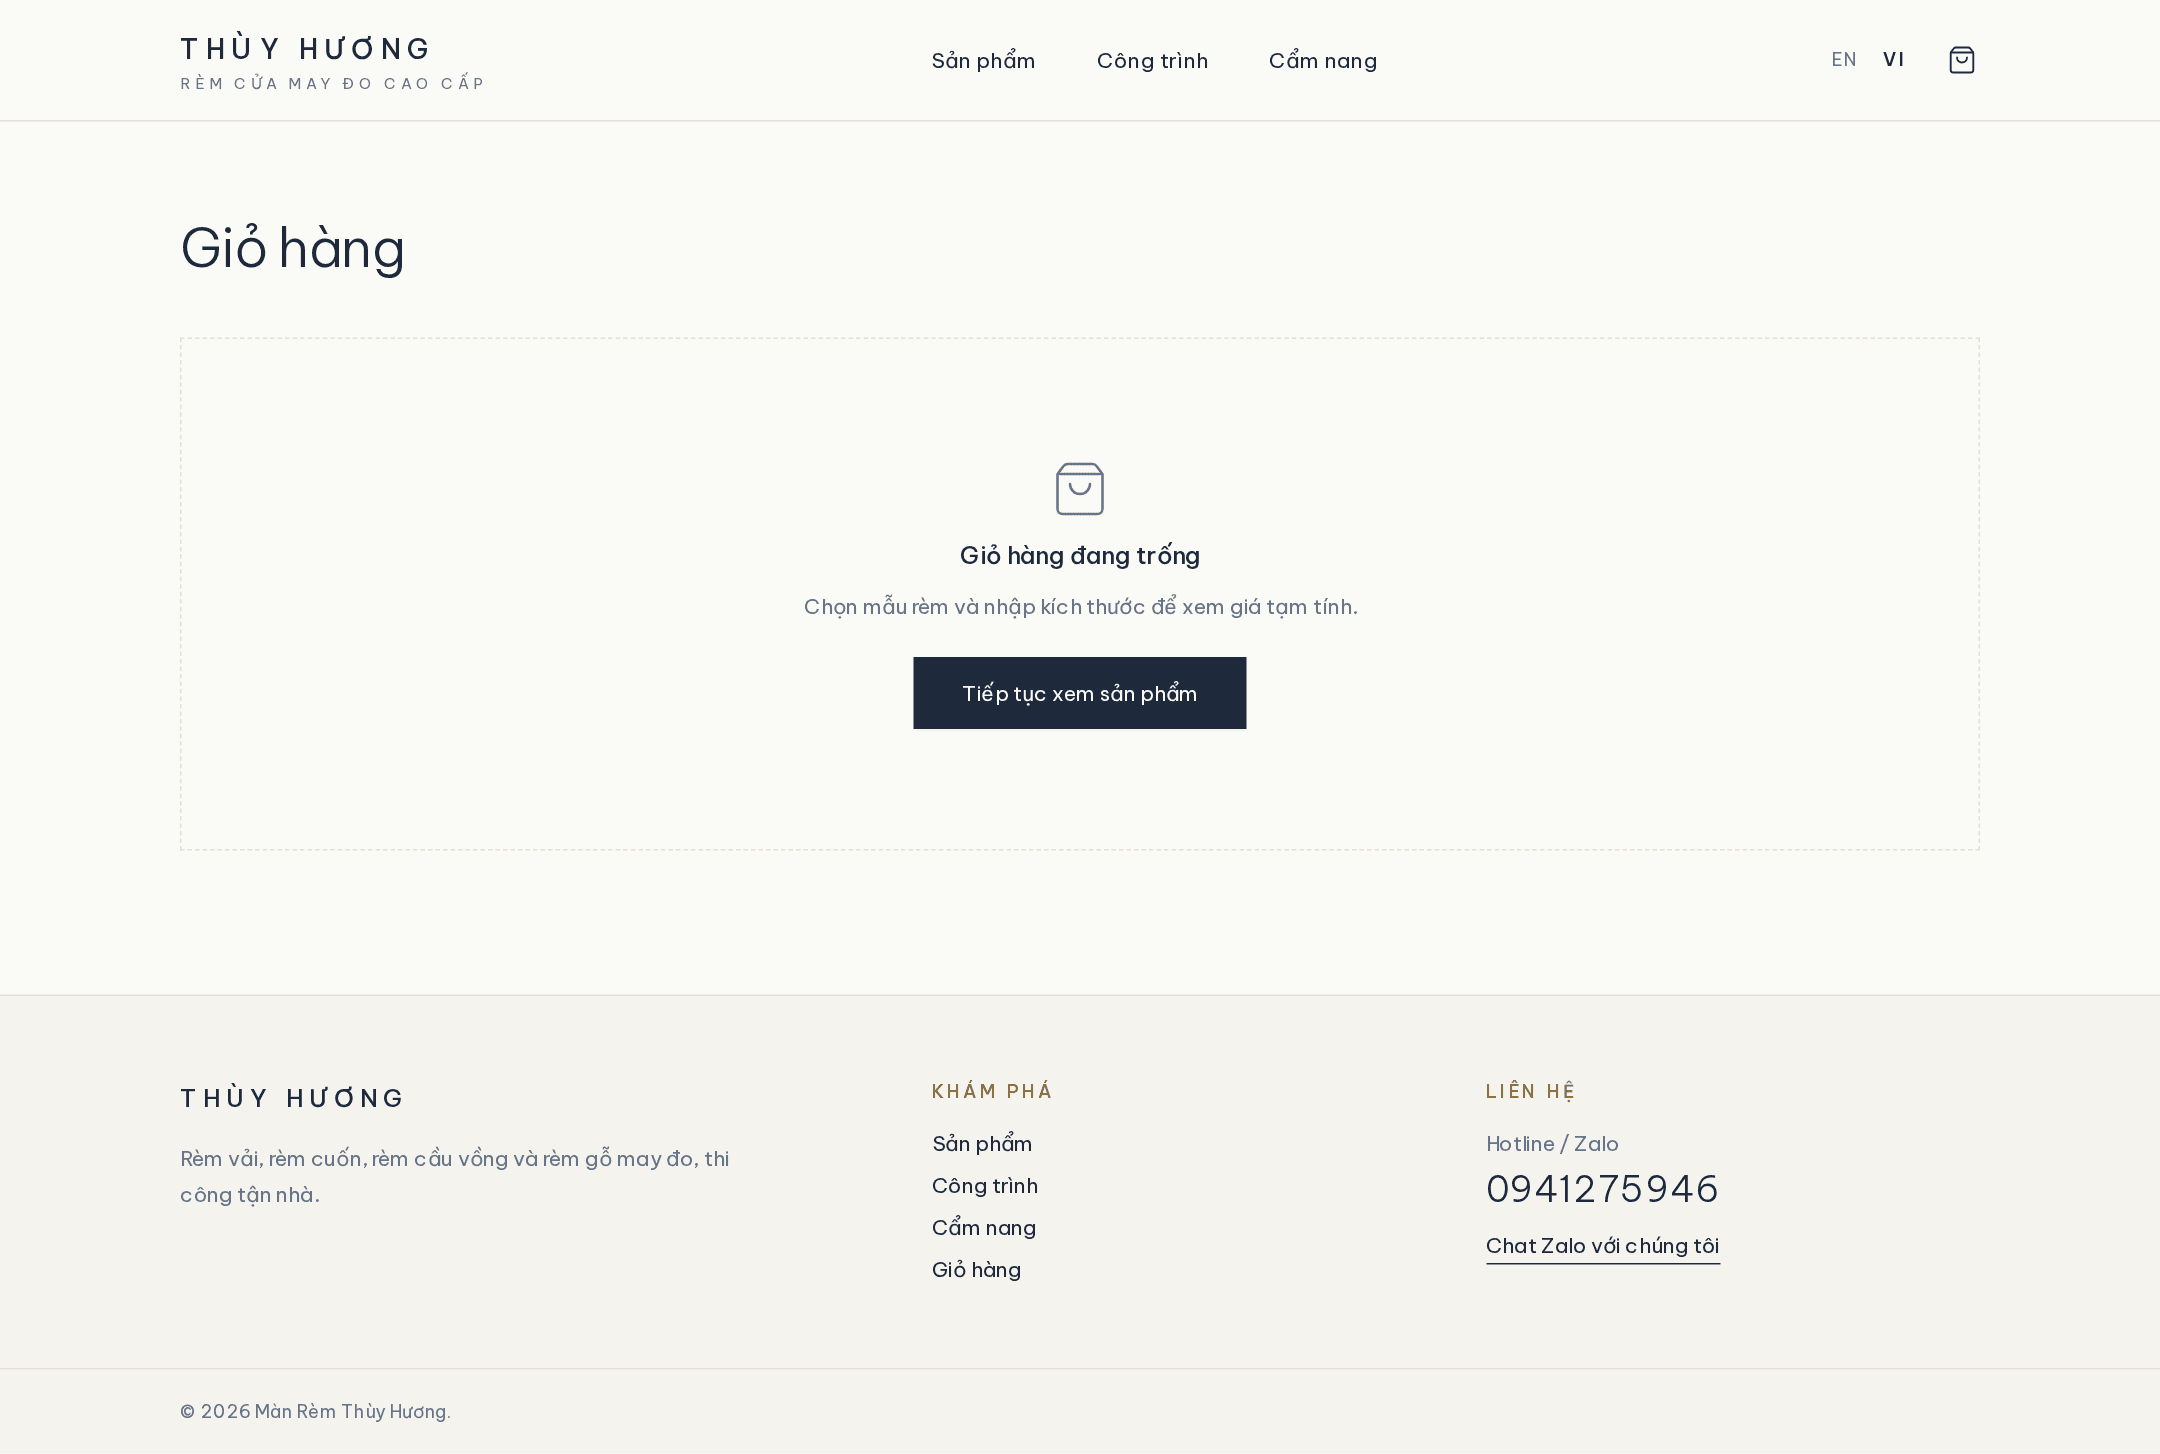 THÙY HƯƠNG
RÈM CỬA MAY ĐO CAO CẤP
Sản phẩm
Công trình
Cẩm nang
EN
VI
Giỏ hàng
Giỏ hàng đang trống
Chọn mẫu rèm và nhập kích thước để xem giá tạm tính.
Tiếp tục xem sản phẩm
THÙY HƯƠNG
Rèm vải, rèm cuốn, rèm cầu vồng và rèm gỗ may đo, thi
công tận nhà.
KHÁM PHÁ
Sản phẩm
Công trình
Cẩm nang
Giỏ hàng
LIÊN HỆ
Hotline / Zalo
0941275946
Chat Zalo với chúng tôi
© 2026 Màn Rèm Thùy Hương.